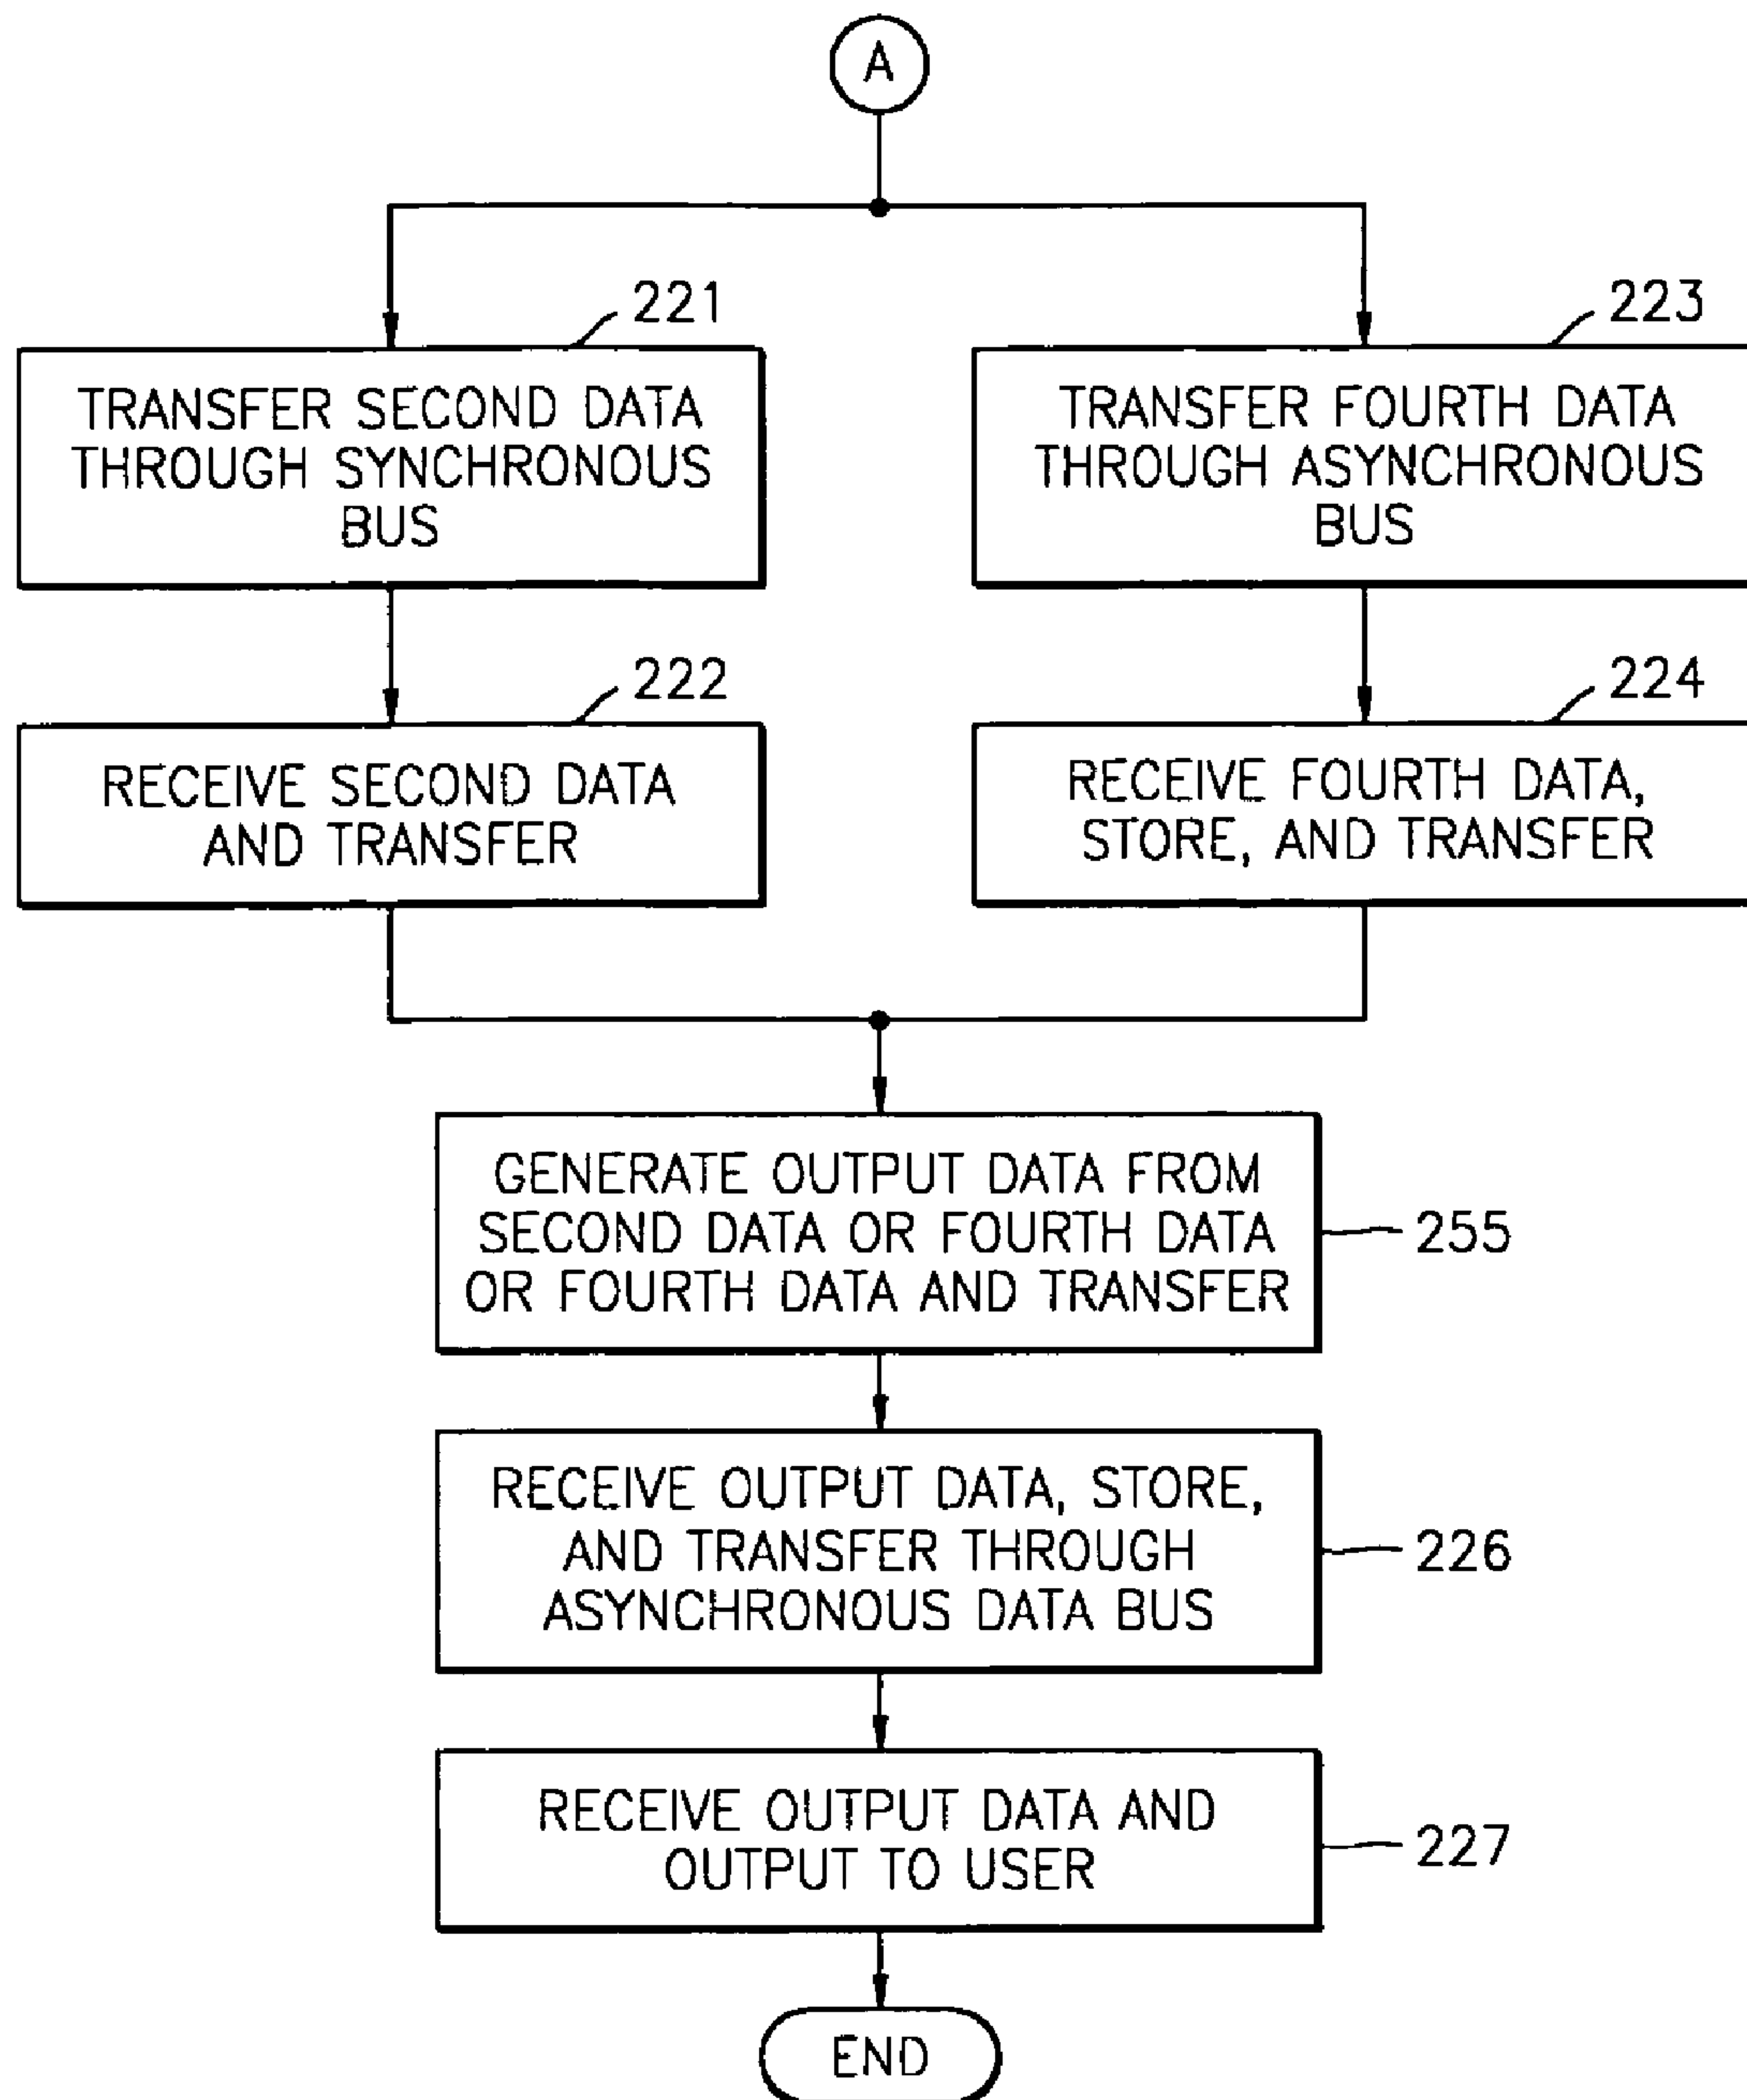 A
221
TRANSFER SECOND DATA
THROUGH SYNCHRONOUS
BUS
223
TRANSFER FOURTH DATA
THROUGH ASYNCHRONOUS
BUS
222
RECEIVE SECOND DATA
AND TRANSFER
224
RECEIVE FOURTH DATA,
STORE, AND TRANSFER
GENERATE OUTPUT DATA FROM
SECOND DATA OR FOURTH DATA
OR FOURTH DATA AND TRANSFER
255
RECEIVE OUTPUT DATA, STORE,
AND TRANSFER THROUGH
ASYNCHRONOUS DATA BUS
226
RECEIVE OUTPUT DATA AND
OUTPUT TO USER
227
END